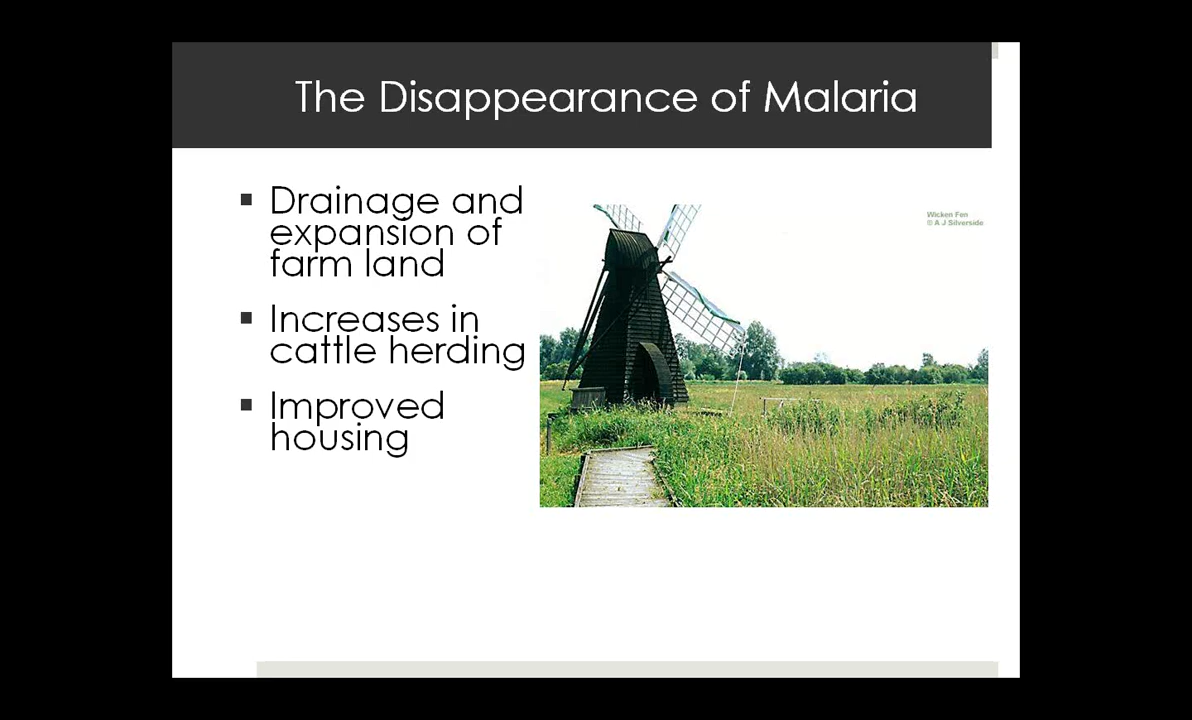 The Disappearance of Malaria
Drainage and
expansion of
farm land
Increases in
cattle herding
Improved
housing
Wicken Fen
© A J Silverside